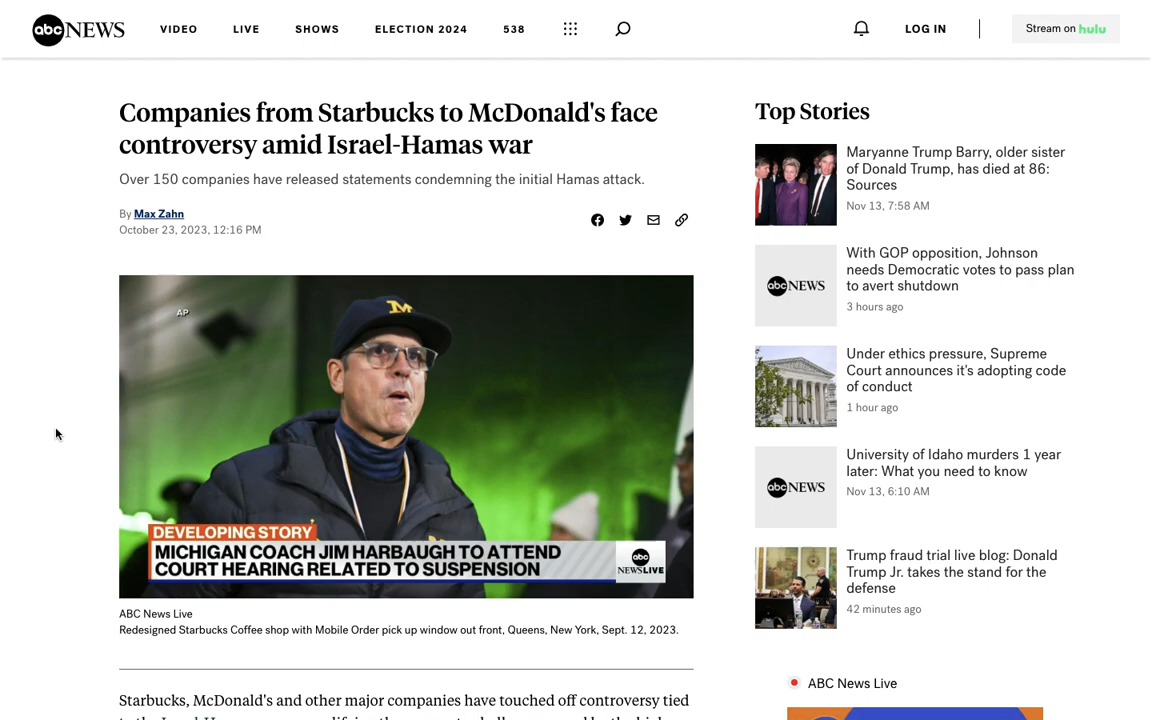 abc NEWS
VIDEO
LIVE
SHOWS
ELECTION 2024
538
LOG IN
Stream on hulu
Companies from Starbucks to McDonald's face
controversy amid Israel-Hamas war
Over 150 companies have released statements condemning the initial Hamas attack.
By Max Zahn
October 23, 2023, 12:16 PM
AP
M
DEVELOPING STORY
MICHIGAN COACH JIM HARBAUGH TO ATTEND
COURT HEARING RELATED TO SUSPENSION
abc
NEWSLIVE
ABC News Live
Redesigned Starbucks Coffee shop with Mobile Order pick up window out front, Queens, New York, Sept. 12, 2023.
Starbucks, McDonald's and other major companies have touched off controversy tied
Top Stories
Maryanne Trump Barry, older sister
of Donald Trump, has died at 86:
Sources
Nov 13, 7:58 AM
abc NEWS
With GOP opposition, Johnson
needs Democratic votes to pass plan
to avert shutdown
3 hours ago
Under ethics pressure, Supreme
Court announces it's adopting code
of conduct
1 hour ago
abc NEWS
University of Idaho murders 1 year
later: What you need to know
Nov 13, 6:10 AM
Trump fraud trial live blog: Donald
Trump Jr. takes the stand for the
defense
42 minutes ago
ABC News Live